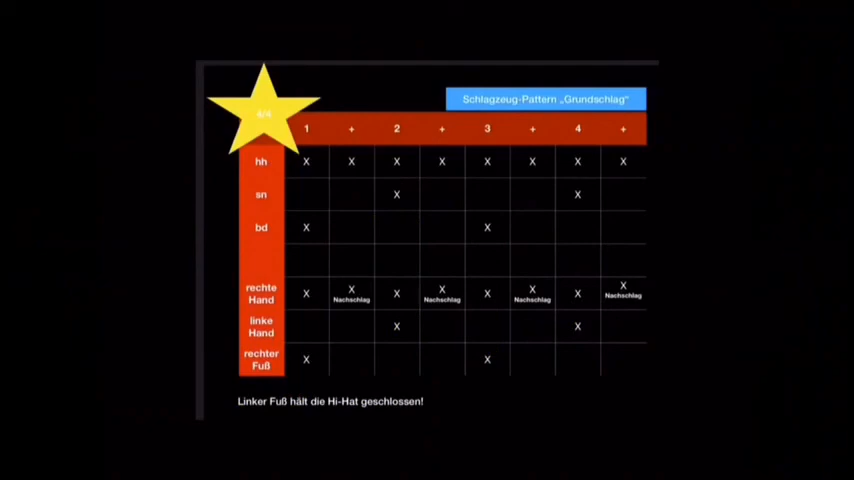 Schlagzeug-Pattern „Grundschlag“
4/4 1 + 2 + 3 + 4 +
hh X X X X X X X X
sn X X
bd X X
rechte Hand X X Nachschlag X X Nachschlag X X Nachschlag X X Nachschlag
linke Hand X X
rechter Fuß X X
Linker Fuß hält die Hi-Hat geschlossen!